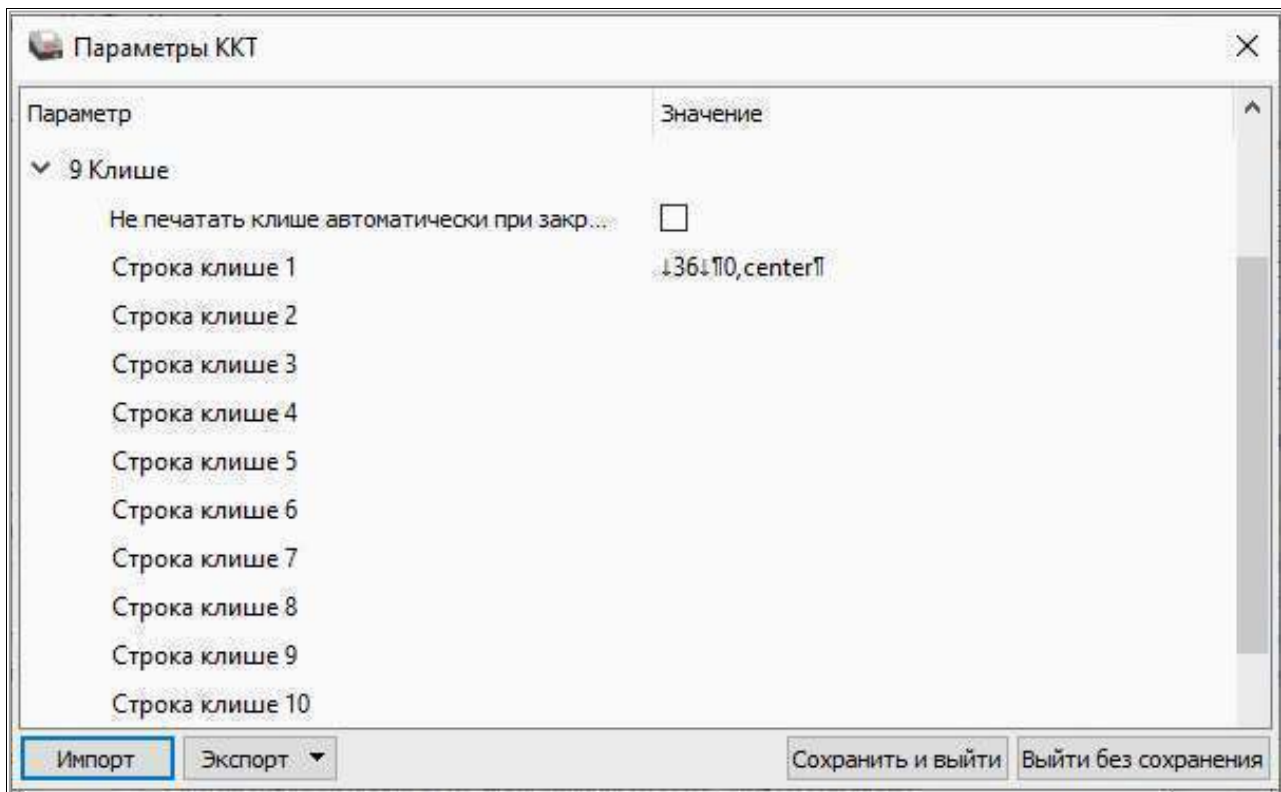 Параметры ККТ
Параметр Значение
9 Клише
Не печатать клише автоматически при закр...
Строка клише 1 ↓36↓¶0,center¶
Строка клише 2
Строка клише 3
Строка клише 4
Строка клише 5
Строка клише 6
Строка клише 7
Строка клише 8
Строка клише 9
Строка клише 10
Импорт Экспорт Сохранить и выйти Выйти без сохранения